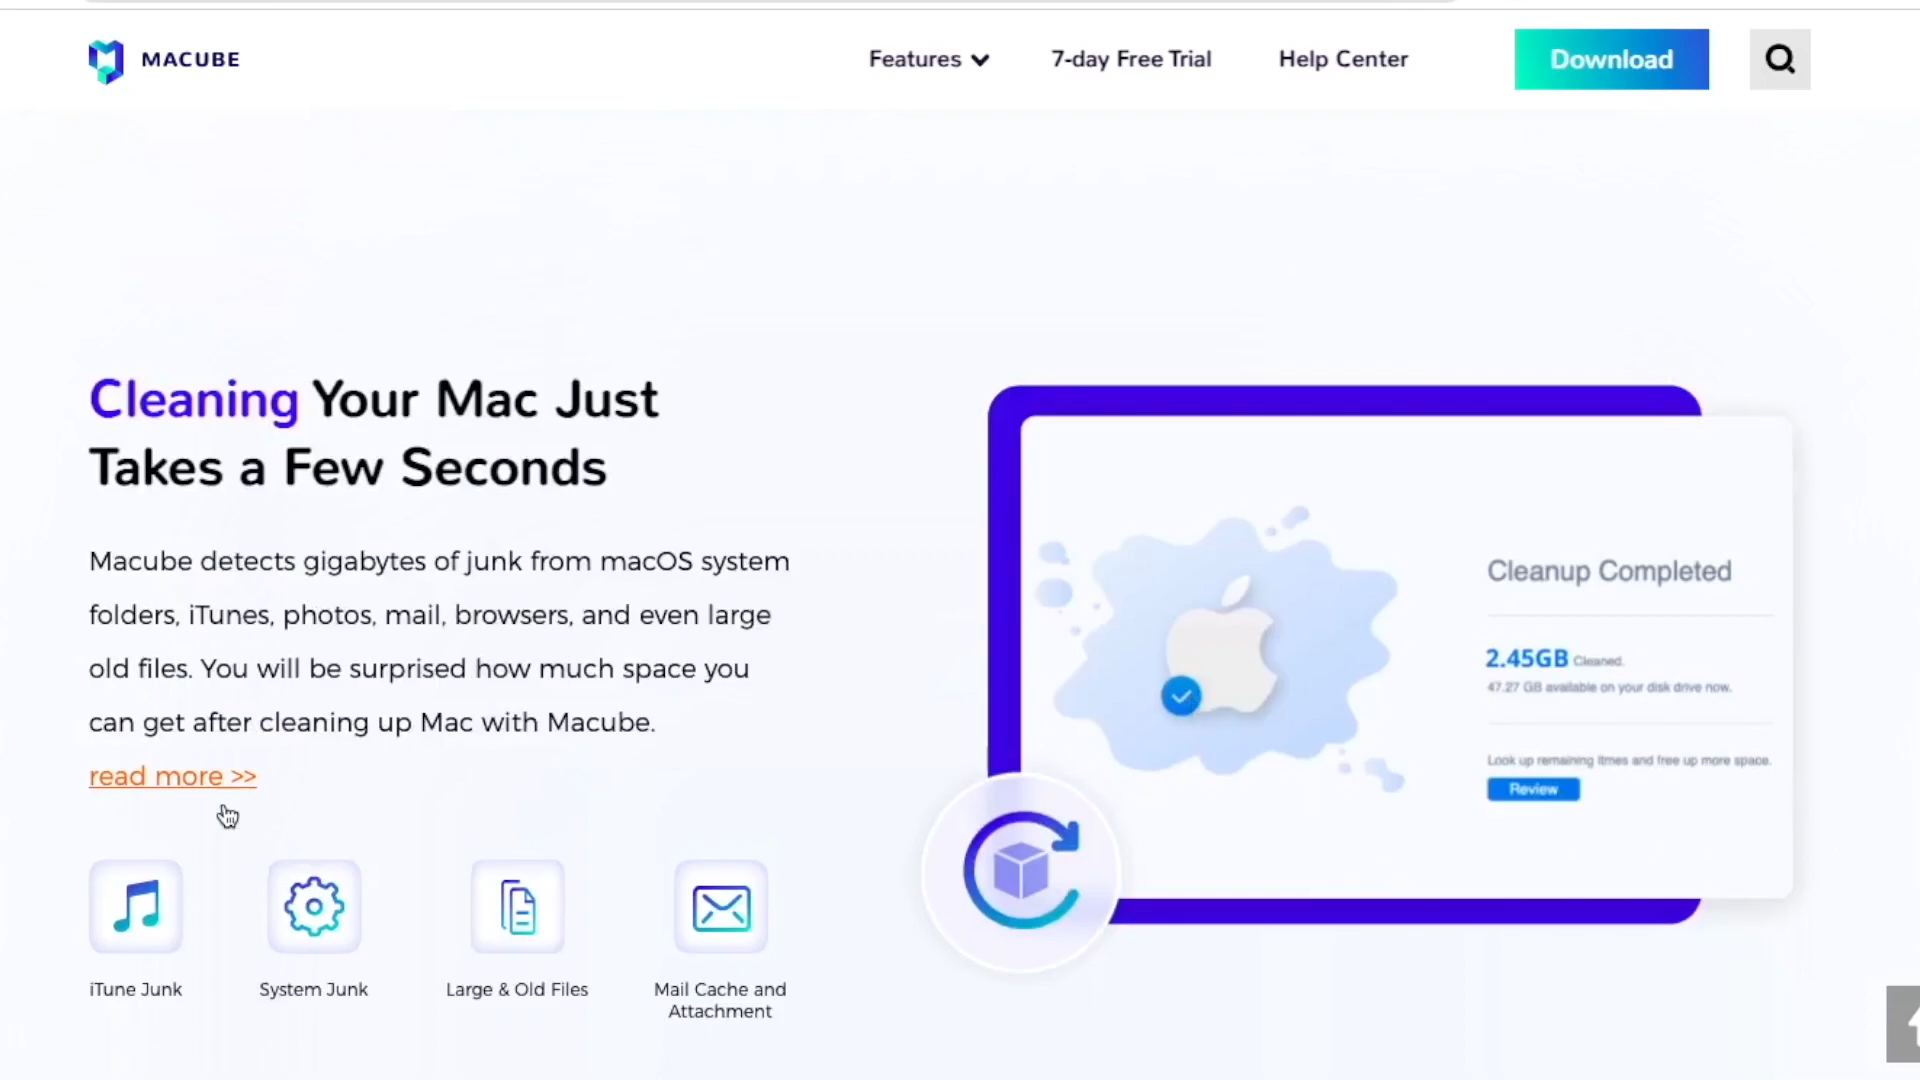 MACUBE
Features
7-day Free Trial
Help Center
Download
Cleaning Your Mac Just
Takes a Few Seconds
Macube detects gigabytes of junk from macOS system
folders, iTunes, photos, mail, browsers, and even large
old files. You will be surprised how much space you
can get after cleaning up Mac with Macube.
read more >>
iTune Junk
System Junk
Large & Old Files
Mail Cache and
Attachment
Cleanup Completed
2.45GB Cleaned.
47.27 GB available on your disk drive now.
Look up remaining itmes and free up more space.
Review